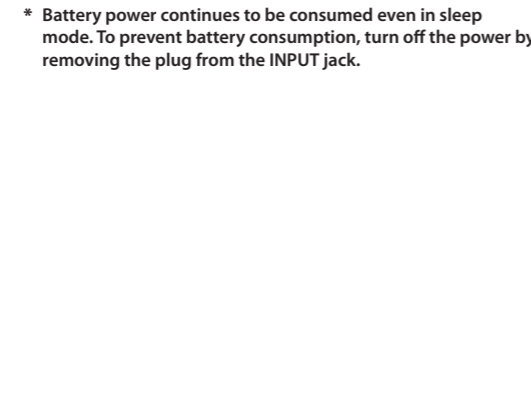 * Battery power continues to be consumed even in sleep
mode. To prevent battery consumption, turn off the power by
removing the plug from the INPUT jack.